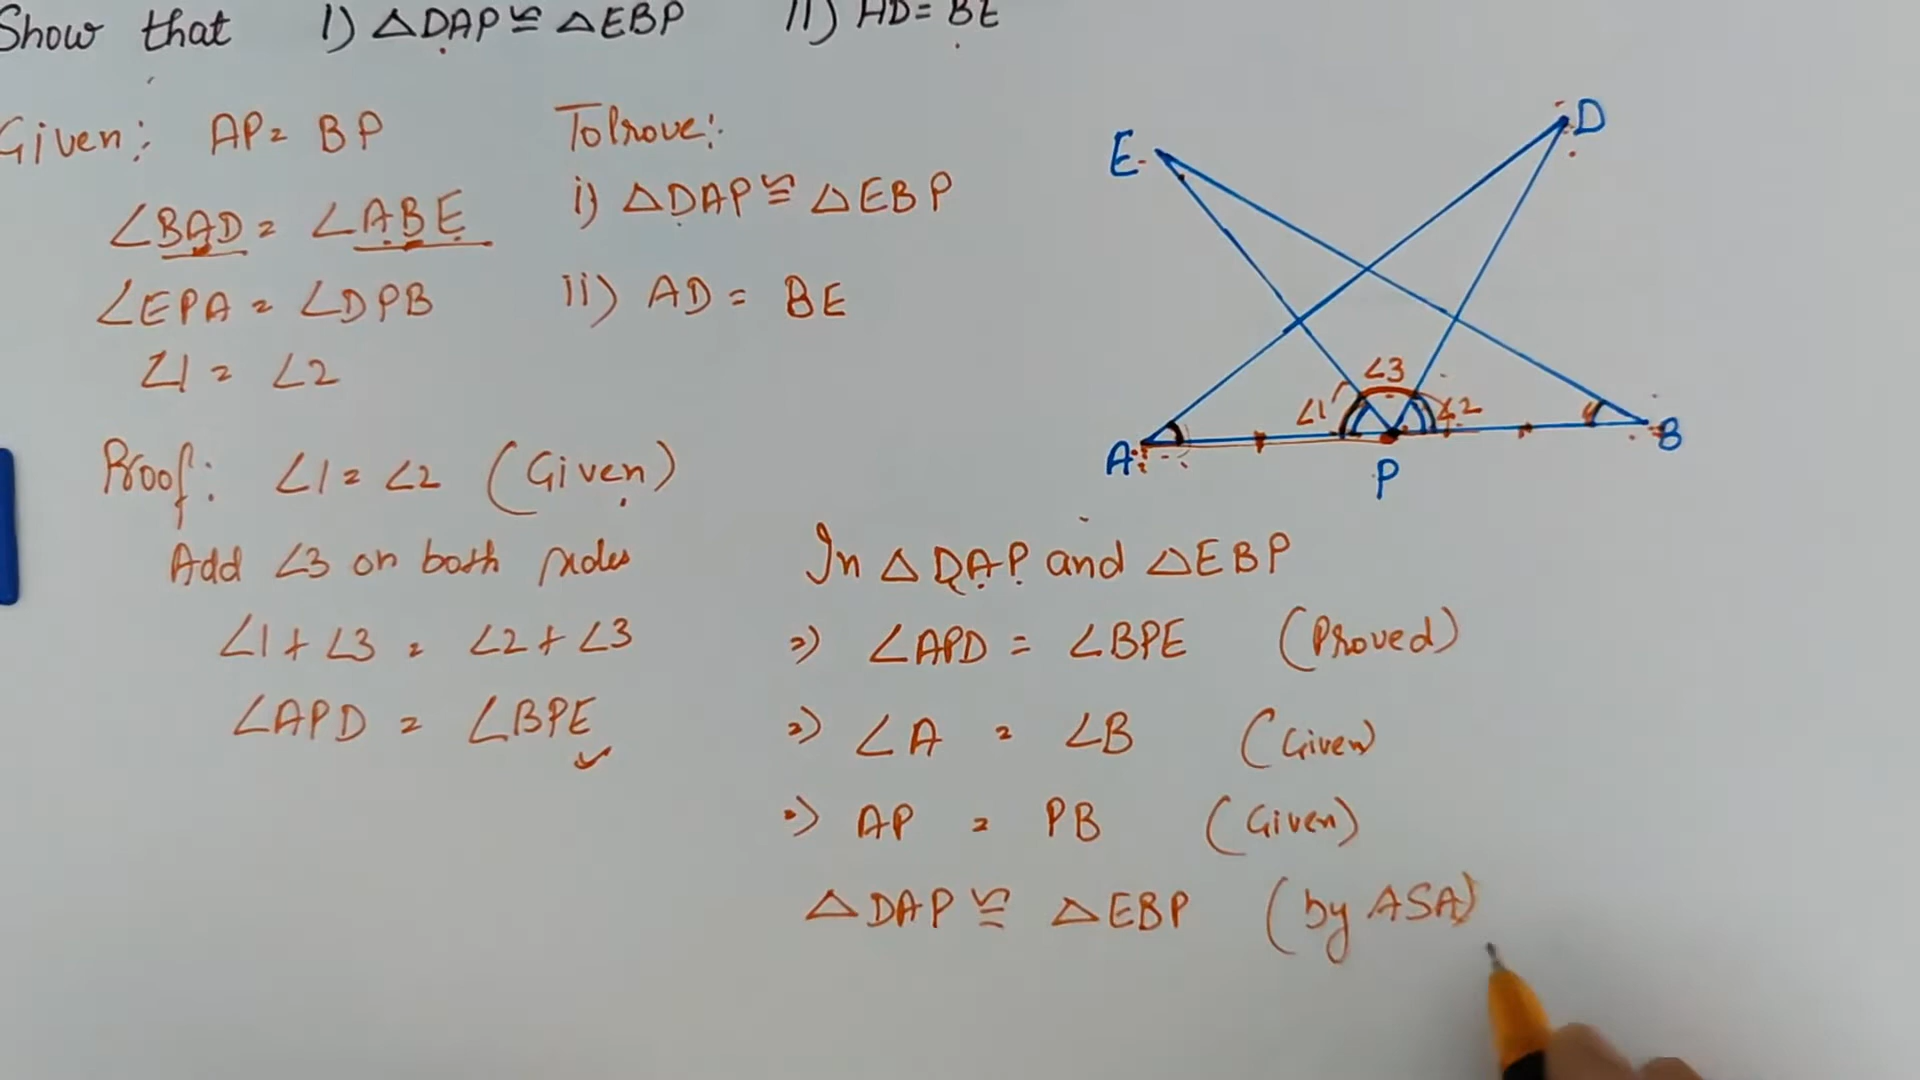 Show that I) △DAP ≅ △EBP II) AD = BE
Given: AP = BP
∠BAD = ∠ABE
∠EPA = ∠DPB
∠1 = ∠2
To Prove:
i) △DAP ≅ △EBP
ii) AD = BE
E
D
∠3
∠1
∠2
A
P
B
Proof: ∠1 = ∠2 (Given)
Add ∠3 on both sides
∠1 + ∠3 = ∠2 + ∠3
∠APD = ∠BPE
In △DAP and △EBP
⇒ ∠APD = ∠BPE (Proved)
⇒ ∠A = ∠B (Given)
⇒ AP = PB (Given)
△DAP ≅ △EBP (by ASA)